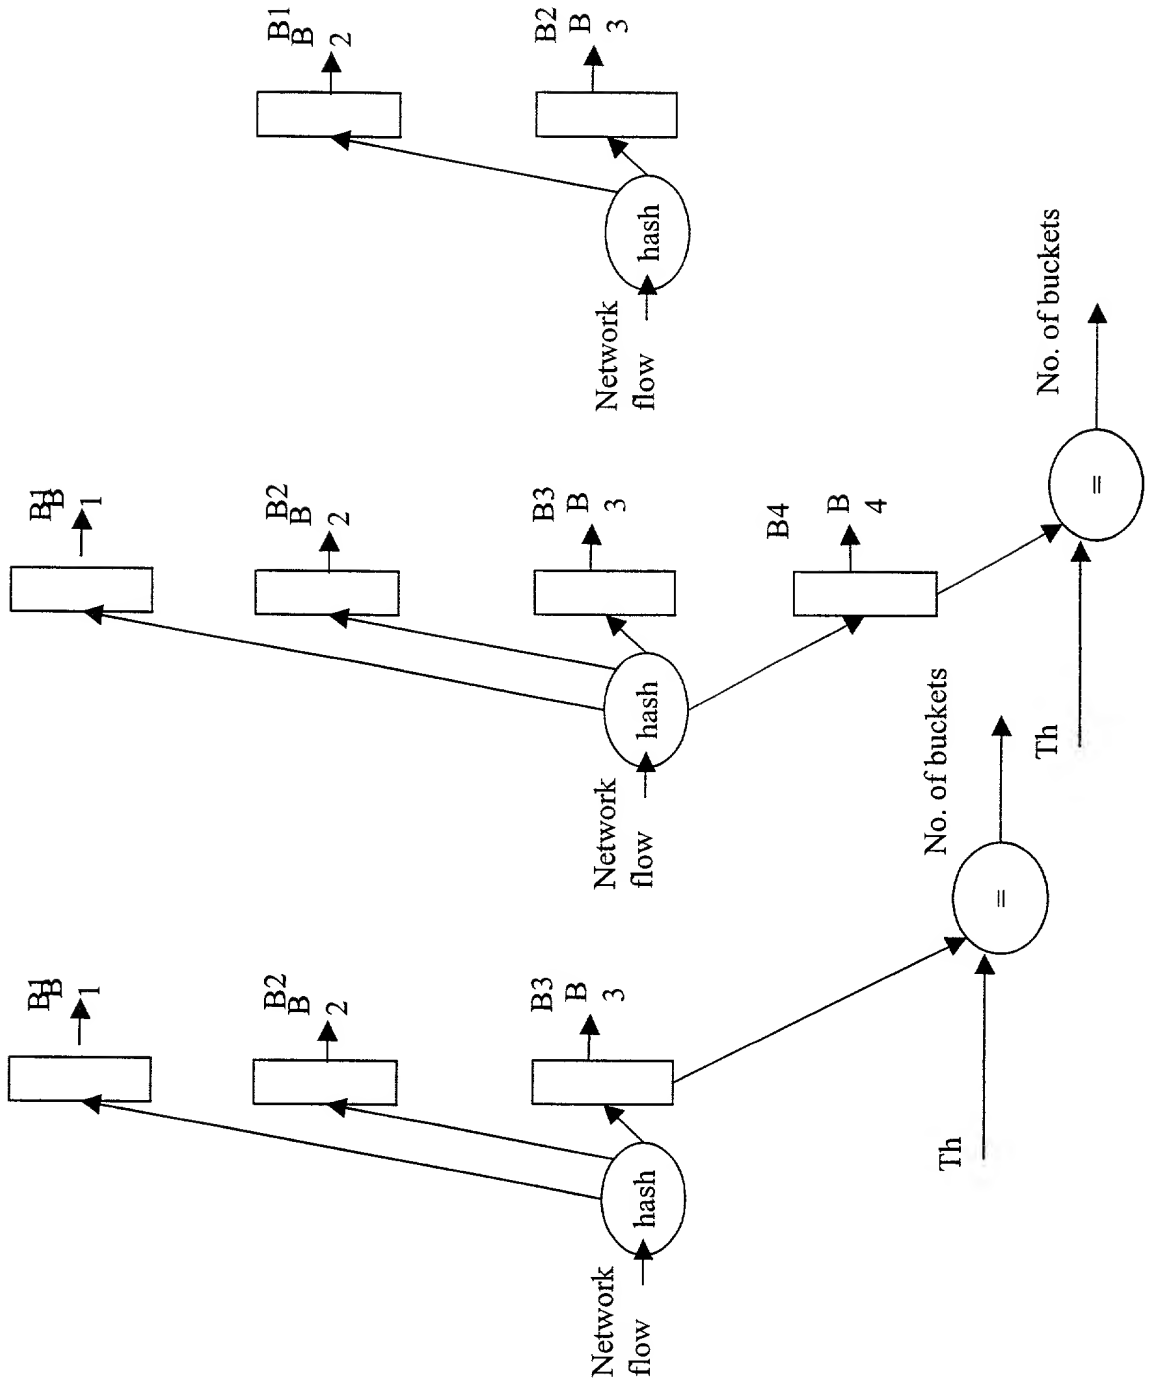 B1
B
1
B2
B
2
B3
B
3
hash
Network
flow
Th
=
No. of buckets
B1
B
1
B2
B
2
B3
B
3
B4
B
4
hash
Network
flow
Th
=
No. of buckets
B1
B
2
B2
B
3
hash
Network
flow